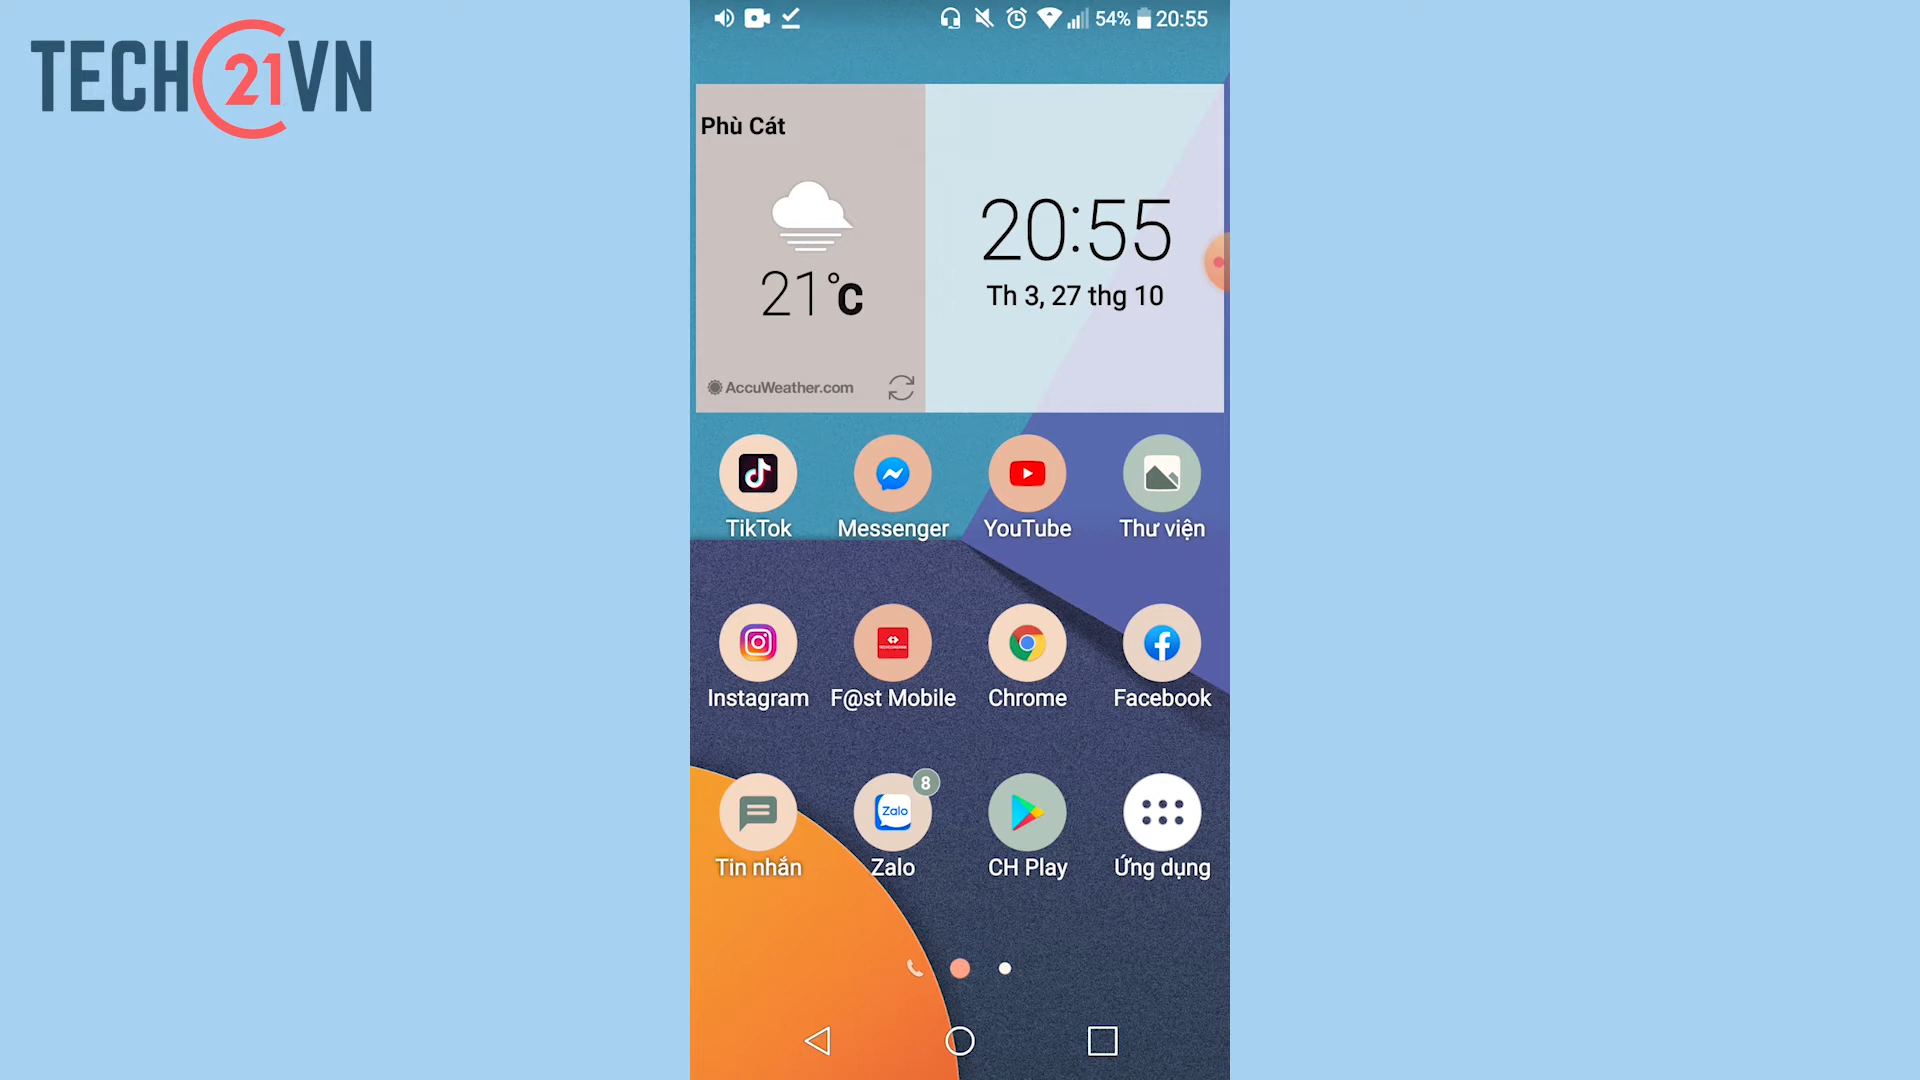 TECH21VN
54% 20:55
Phù Cát
20:55
Th 3, 27 thg 10
21°C
AccuWeather.com
TikTok Messenger YouTube Thư viện
Instagram F@st Mobile Chrome Facebook
8
Zalo
Tin nhắn Zalo CH Play Ứng dụng